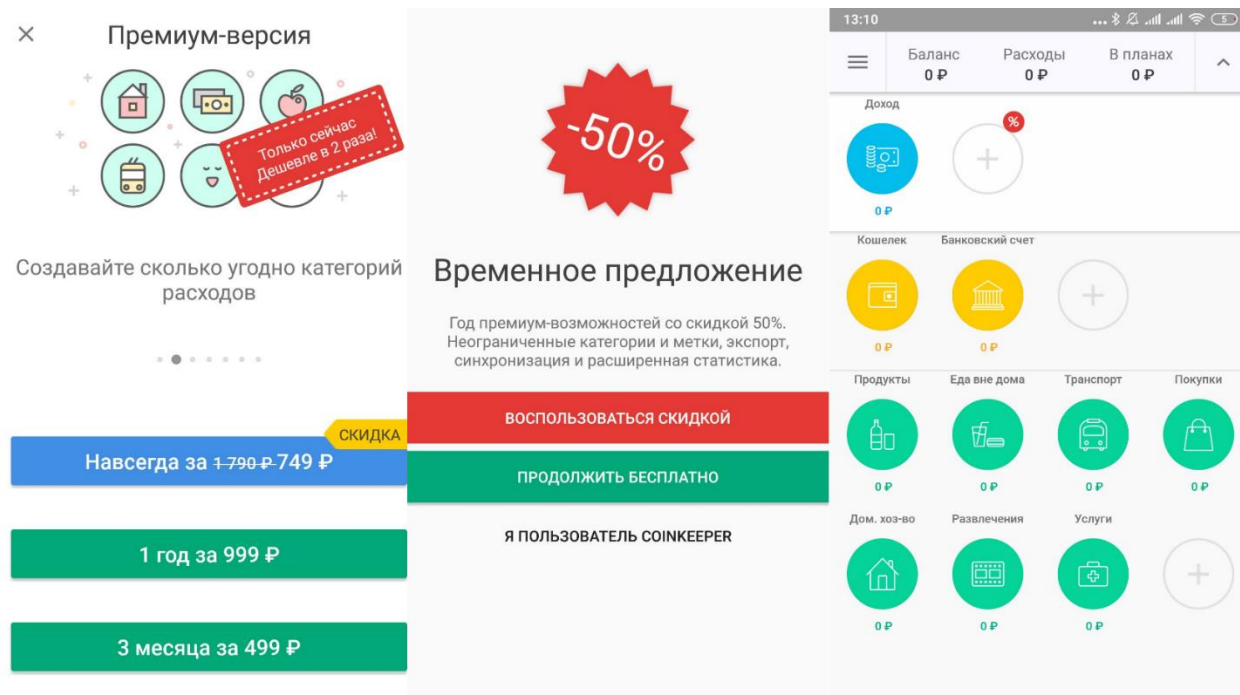 Премиум-версия
Только сейчас
Дешевле в 2 раза!
Создавайте сколько угодно категорий
расходов
СКИДКА
Навсегда за 1 790 ₽ 749 ₽
1 год за 999 ₽
3 месяца за 499 ₽
-50%
Временное предложение
Год премиум-возможностей со скидкой 50%.
Неограниченные категории и метки, экспорт,
синхронизация и расширенная статистика.
ВОСПОЛЬЗОВАТЬСЯ СКИДКОЙ
ПРОДОЛЖИТЬ БЕСПЛАТНО
Я ПОЛЬЗОВАТЕЛЬ COINKEEPER
13:10 5
Баланс Расходы В планах
0 ₽ 0 ₽ 0 ₽
Доход
%
0 ₽
Кошелек Банковский счет
0 ₽ 0 ₽
Продукты Еда вне дома Транспорт Покупки
0 ₽ 0 ₽ 0 ₽ 0 ₽
Дом. хоз-во Развлечения Услуги
0 ₽ 0 ₽ 0 ₽